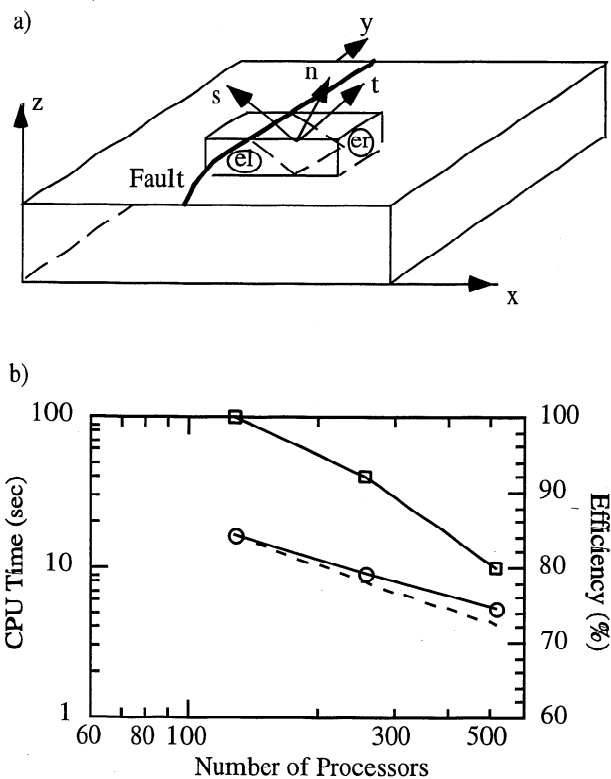 a)
y
z
s
n
t
el
er
Fault
x
b)
100
10
1
CPU Time (sec)
100
90
80
70
60
Efficiency (%)
60 80 100 300 500
Number of Processors